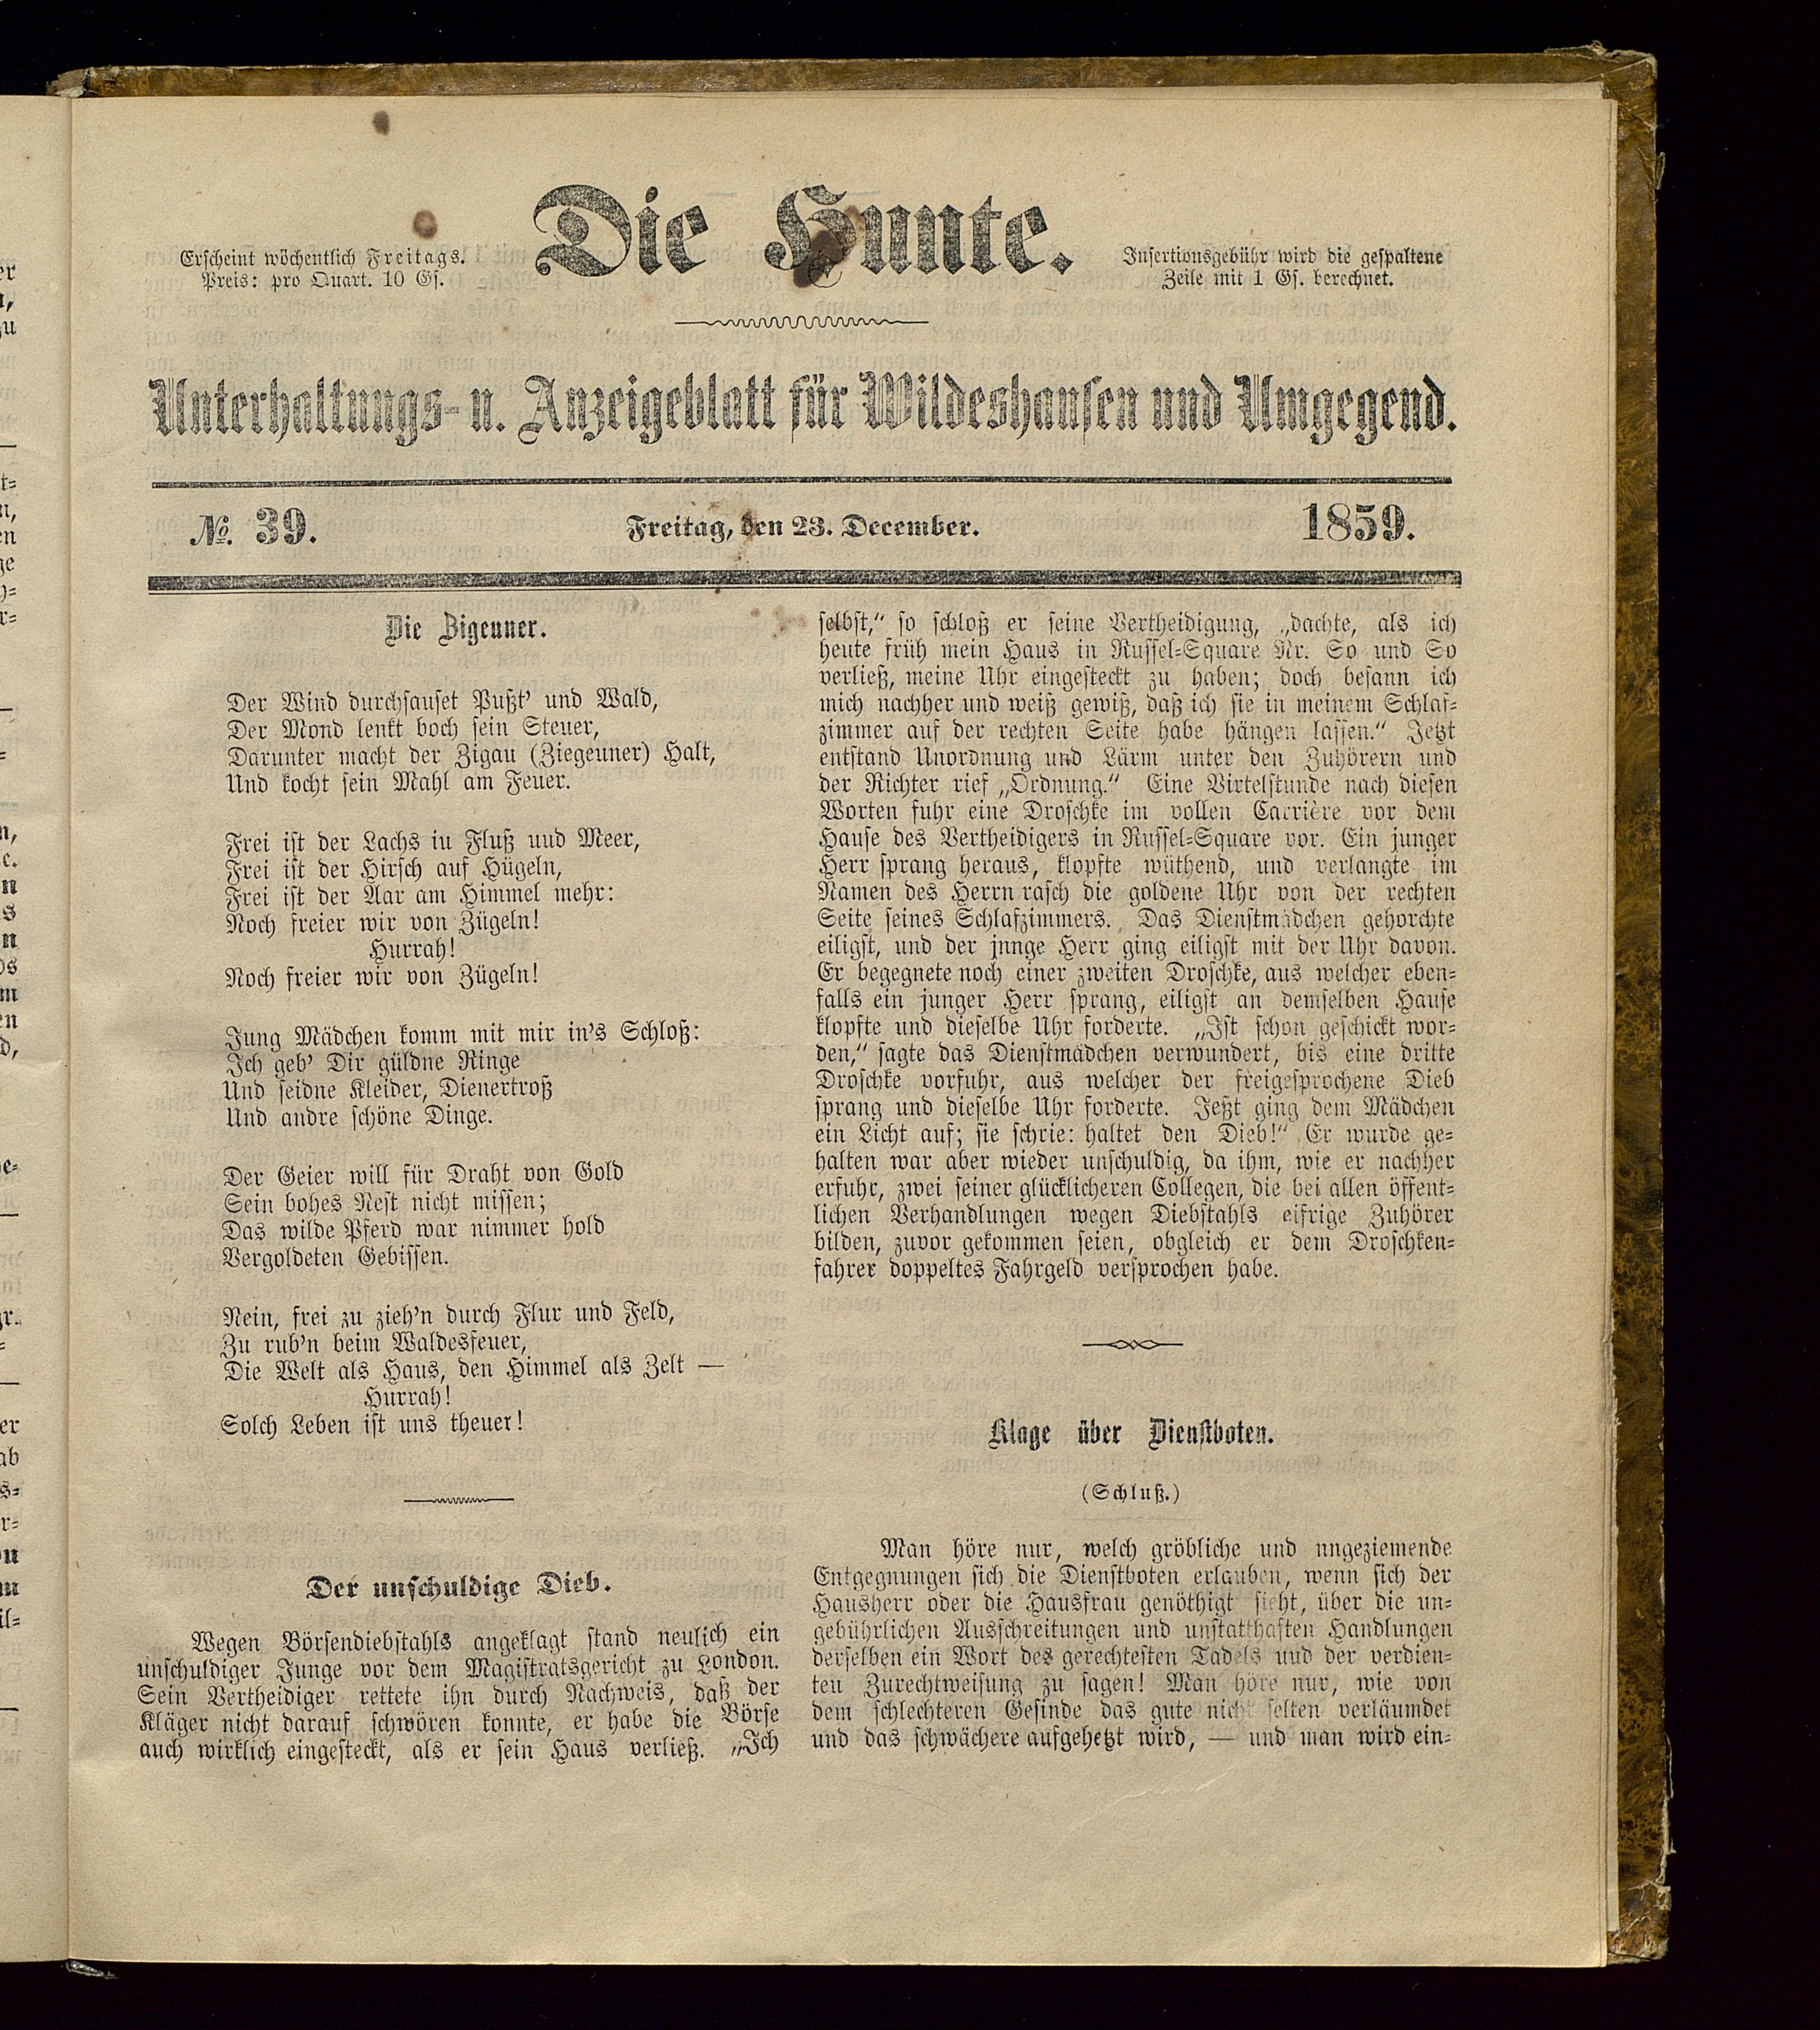 Die Hunte.
Erscheint wöchentlich Freitags.
Preis: pro Quart. 10 Gs.
Insertionsgebühr wird die gespaltene
Zeile mit 1 Gs. berechnet.
Unterhaltungs- u. Anzeigeblatt für Wildeshausen und Umgegend.
№. 39.
Freitag, den 23. December.
1859.
Die Zigeuner.
Der Wind durchsauset Pußt' und Wald,
Der Mond lenkt hoch sein Steuer,
Darunter macht der Zigau (Ziegeuner) Halt,
Und kocht sein Mahl am Feuer.
Frei ist der Lachs iu Fluß uud Meer,
Frei ist der Hirsch auf Hügeln,
Frei ist der Aar am Himmel mehr:
Noch freier wir von Zügeln!
Hurrah!
Noch freier wir von Zügeln!
Jung Mädchen komm mit mir in's Schloß:
Ich geb' Dir güldne Ringe
Und seidne Kleider, Dienertroß
Und andre schöne Dinge.
Der Geier will für Draht von Gold
Sein hohes Nest nicht missen;
Das wilde Pferd war nimmer hold
Vergoldeten Gebissen.
Nein, frei zu zieh'n durch Flur und Feld,
Zu ruh'n beim Waldesfeuer,
Die Welt als Haus, den Himmel als Zelt —
Hurrah!
Solch Leben ist uns theuer!
Der unschuldige Dieb.
Wegen Börsendiebstahls angeklagt stand neulich ein
unschuldiger Junge vor dem Magistratsgericht zu London.
Sein Vertheidiger rettete ihn durch Nachweis, daß der
Kläger nicht darauf schwören konnte, er habe die Börse
auch wirklich eingesteckt, als er sein Haus verließ. „Ich
selbst,“ so schloß er seine Vertheidigung, „dachte, als ich
heute früh mein Haus in Russel=Square Nr. So und So
verließ, meine Uhr eingesteckt zu haben; doch besann ich
mich nachher und weiß gewiß, daß ich sie in meinem Schlaf=
zimmer auf der rechten Seite habe hängen lassen.“ Jetzt
entstand Unordnung und Lärm unter den Zuhörern und
der Richter rief „Ordnung.“ Eine Virtelstunde nach diesen
Worten fuhr eine Droschke im vollen Carrière vor dem
Hause des Vertheidigers in Russel=Square vor. Ein junger
Herr sprang heraus, klopfte wüthend, und verlangte im
Namen des Herrn rasch die goldene Uhr von der rechten
Seite seines Schlafzimmers. Das Dienstmädchen gehorchte
eiligst, und der jnnge Herr ging eiligst mit der Uhr davon.
Er begegnete noch einer zweiten Droschke, aus welcher eben=
falls ein junger Herr sprang, eiligst an demselben Hause
klopfte und dieselbe Uhr forderte. „Ist schon geschickt wor=
den,“ sagte das Dienstmädchen verwundert, bis eine dritte
Droschke vorfuhr, aus welcher der freigesprochene Dieb
sprang und dieselbe Uhr forderte. Jetzt ging dem Mädchen
ein Licht auf; sie schrie: haltet den Dieb!“ Er wurde ge=
halten war aber wieder unschuldig, da ihm, wie er nachher
erfuhr, zwei seiner glücklicheren Collegen, die bei allen öffent=
lichen Verhandlungen wegen Diebstahls eifrige Zuhörer
bilden, zuvor gekommen seien, obgleich er dem Droschken=
fahrer doppeltes Fahrgeld versprochen habe.
Klage über Dienstboten.
(Schluß.)
Man höre nur, welch gröbliche und nngeziemende
Entgegnungen sich die Dienstboten erlauben, wenn sich der
Hausherr oder die Hausfrau genöthigt sieht, über die un=
gebührlichen Ausschreitungen und unstatthaften Handlungen
derselben ein Wort des gerechtesten Tadels und der verdien=
ten Zurechtweisung zu sagen! Man höre nur, wie von
dem schlechteren Gesinde das gute nicht selten verläumdet
und das schwächere aufgehetzt wird, — und man wird ein=